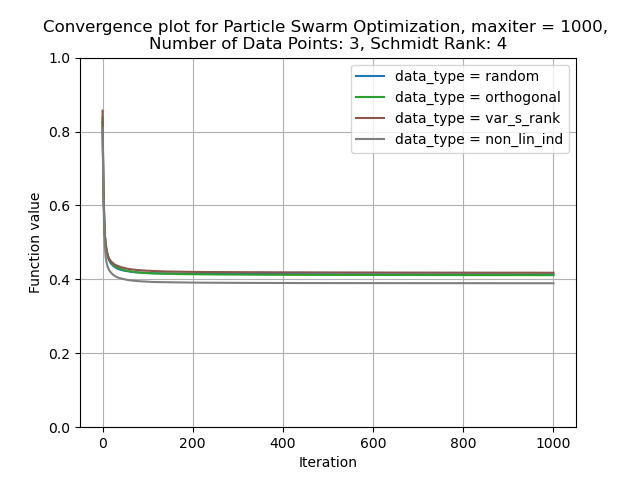 Convergence plot for Particle Swarm Optimization, maxiter = 1000,
Number of Data Points: 3, Schmidt Rank: 4
data_type = random
data_type = orthogonal
data_type = var_s_rank
data_type = non_lin_ind
Function value
1.0
0.8
0.6
0.4
0.2
0.0
0 200 400 600 800 1000
Iteration